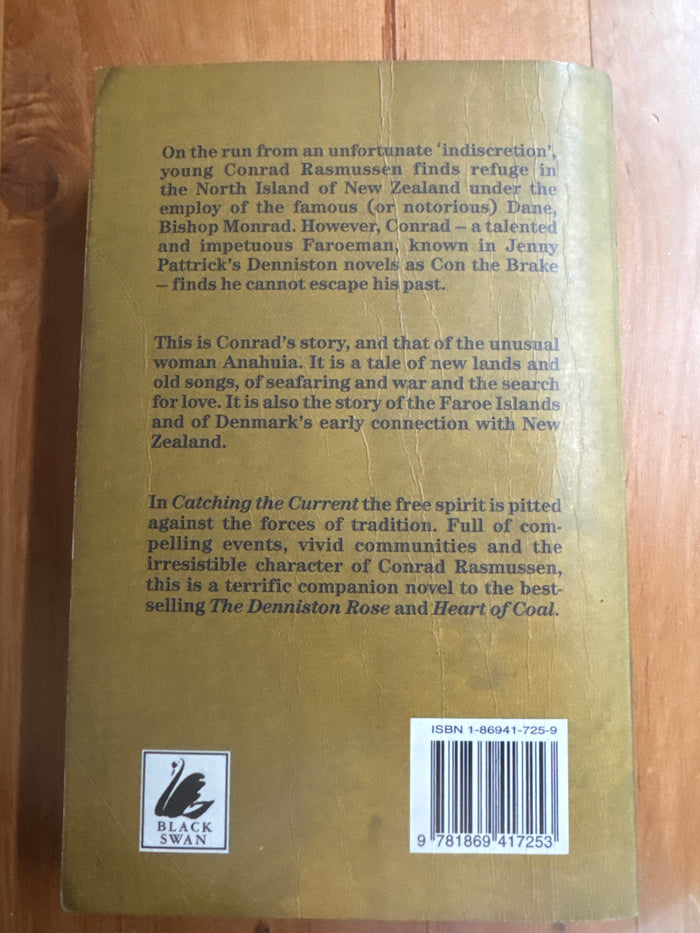 On the run from an unfortunate ‘indiscretion’,
young Conrad Rasmussen finds refuge in
the North Island of New Zealand under the
employ of the famous (or notorious) Dane,
Bishop Monrad. However, Conrad – a talented
and impetuous Faroeman, known in Jenny
Pattrick’s Denniston novels as Con the Brake
– finds he cannot escape his past.
This is Conrad’s story, and that of the unusual
woman Anahuia. It is a tale of new lands and
old songs, of seafaring and war and the search
for love. It is also the story of the Faroe Islands
and of Denmark’s early connection with New
Zealand.
In Catching the Current the free spirit is pitted
against the forces of tradition. Full of com-
pelling events, vivid communities and the
irresistible character of Conrad Rasmussen,
this is a terrific companion novel to the best-
selling The Denniston Rose and Heart of Coal.
BLACK
SWAN
ISBN 1-86941-725-9
9 781869 417253